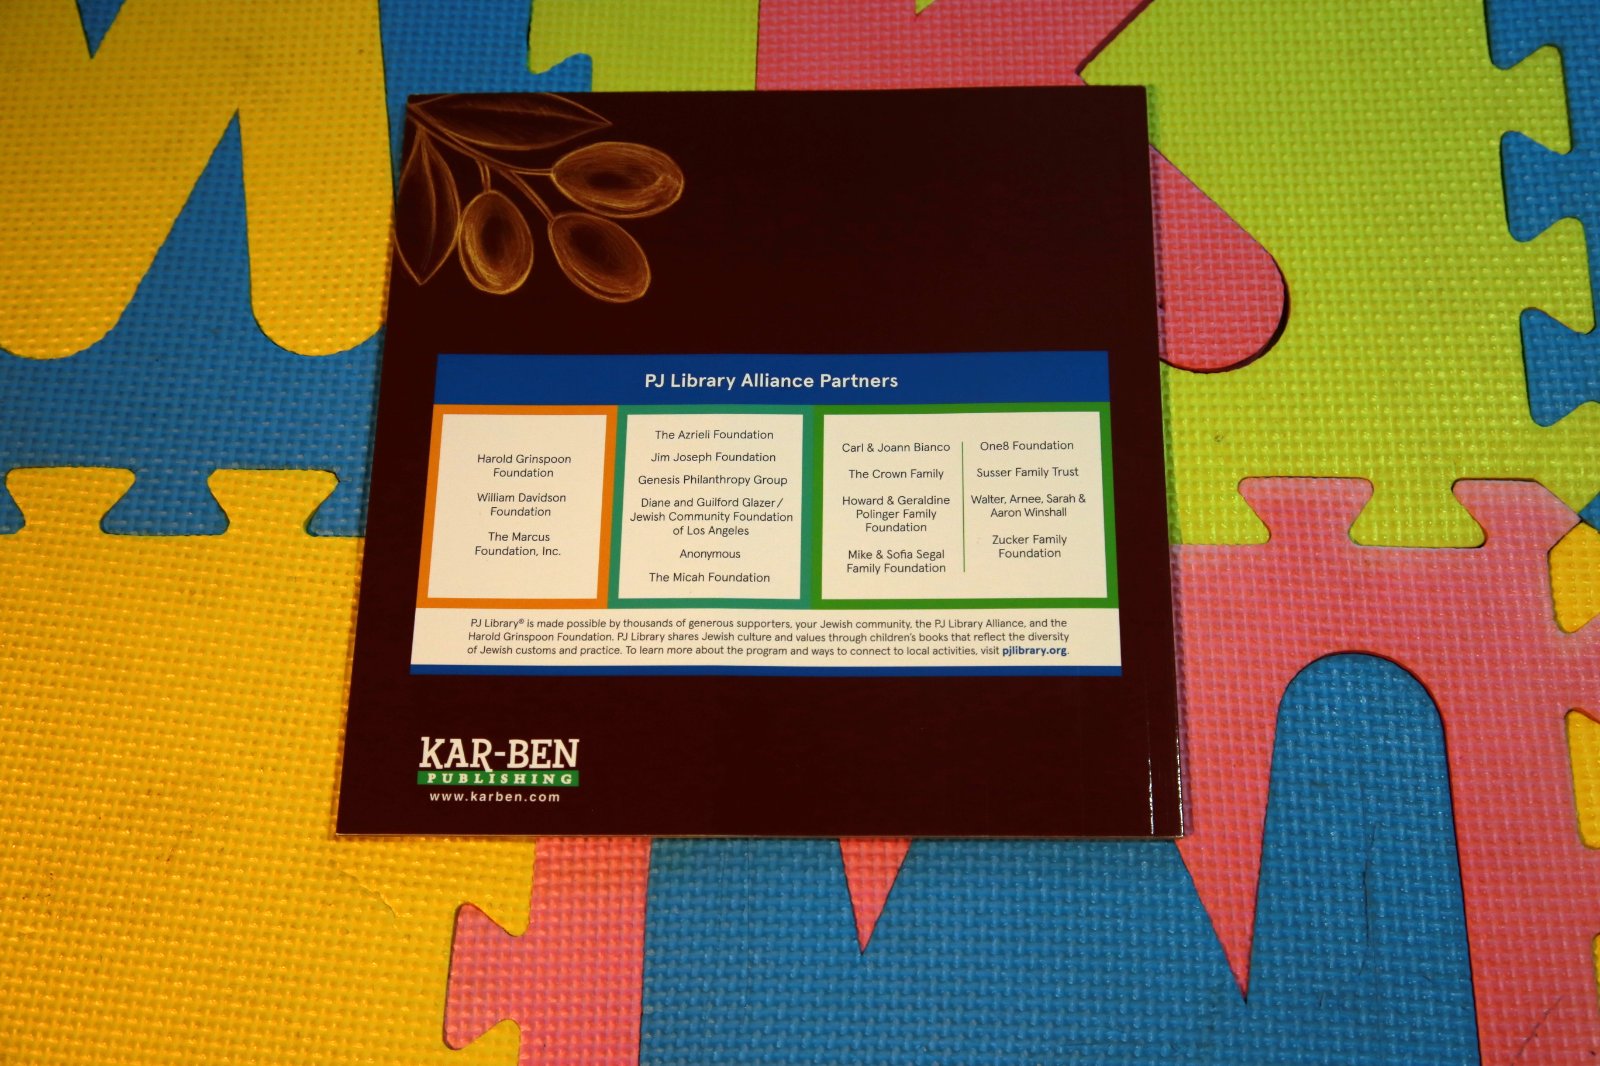 PJ Library Alliance Partners
Harold Grinspoon
Foundation
William Davidson
Foundation
The Marcus
Foundation, Inc.
The Azrieli Foundation
Jim Joseph Foundation
Genesis Philanthropy Group
Diane and Guilford Glazer /
Jewish Community Foundation
of Los Angeles
Anonymous
The Micah Foundation
Carl & Joann Bianco
The Crown Family
Howard & Geraldine
Polinger Family
Foundation
Mike & Sofia Segal
Family Foundation
One8 Foundation
Susser Family Trust
Walter, Arnee, Sarah &
Aaron Winshall
Zucker Family
Foundation
PJ Library® is made possible by thousands of generous supporters, your Jewish community, the PJ Library Alliance, and the
Harold Grinspoon Foundation. PJ Library shares Jewish culture and values through children's books that reflect the diversity
of Jewish customs and practice. To learn more about the program and ways to connect to local activities, visit pjlibrary.org.
KAR-BEN
PUBLISHING
www.karben.com